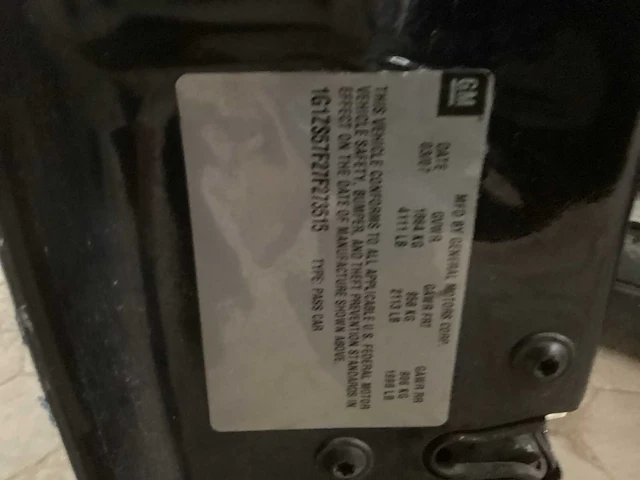 GM
MFD BY GENERAL MOTORS CORP.
DATE GVWR GAWR FRT GAWR RR
03/07 1864 KG 958 KG 906 KG
4111 LB 2113 LB 1998 LB
THIS VEHICLE CONFORMS TO ALL APPLICABLE U.S. FEDERAL MOTOR
VEHICLE SAFETY, BUMPER, AND THEFT PREVENTION STANDARDS IN
EFFECT ON THE DATE OF MANUFACTURE SHOWN ABOVE.
1G1ZS57F27F273515 TYPE: PASS CAR